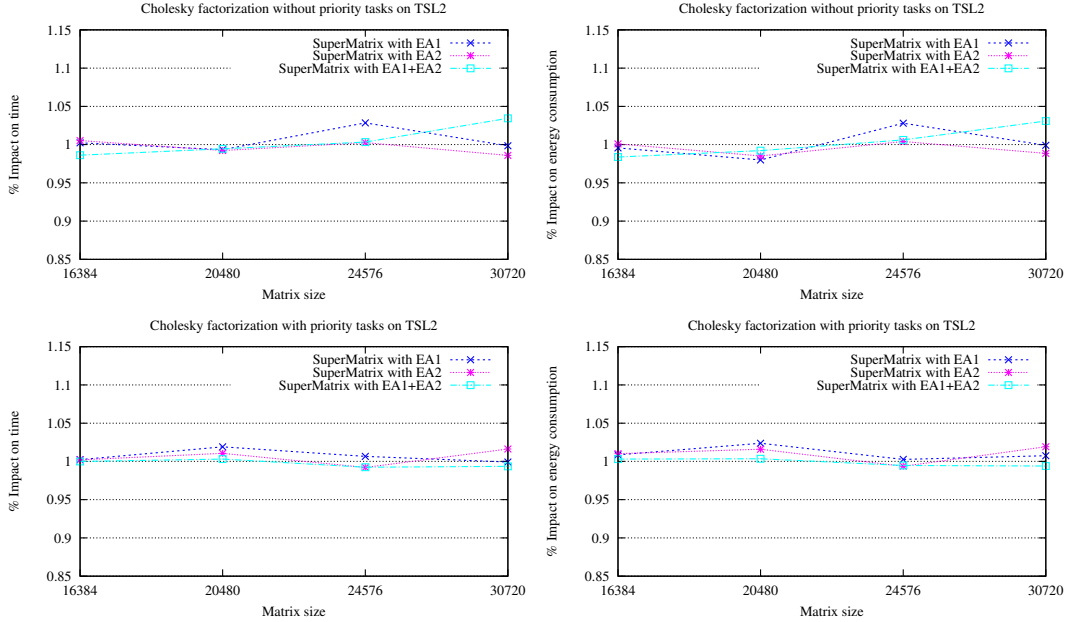 Cholesky factorization without priority tasks on TSL2
% Impact on time
1.15
1.1
1.05
1
0.95
0.9
0.85
SuperMatrix with EA1
SuperMatrix with EA2
SuperMatrix with EA1+EA2
16384
20480
24576
30720
Matrix size
Cholesky factorization without priority tasks on TSL2
% Impact on energy consumption
1.15
1.1
1.05
1
0.95
0.9
0.85
SuperMatrix with EA1
SuperMatrix with EA2
SuperMatrix with EA1+EA2
16384
20480
24576
30720
Matrix size
Cholesky factorization with priority tasks on TSL2
% Impact on time
1.15
1.1
1.05
1
0.95
0.9
0.85
SuperMatrix with EA1
SuperMatrix with EA2
SuperMatrix with EA1+EA2
16384
20480
24576
30720
Matrix size
Cholesky factorization with priority tasks on TSL2
% Impact on energy consumption
1.15
1.1
1.05
1
0.95
0.9
0.85
SuperMatrix with EA1
SuperMatrix with EA2
SuperMatrix with EA1+EA2
16384
20480
24576
30720
Matrix size